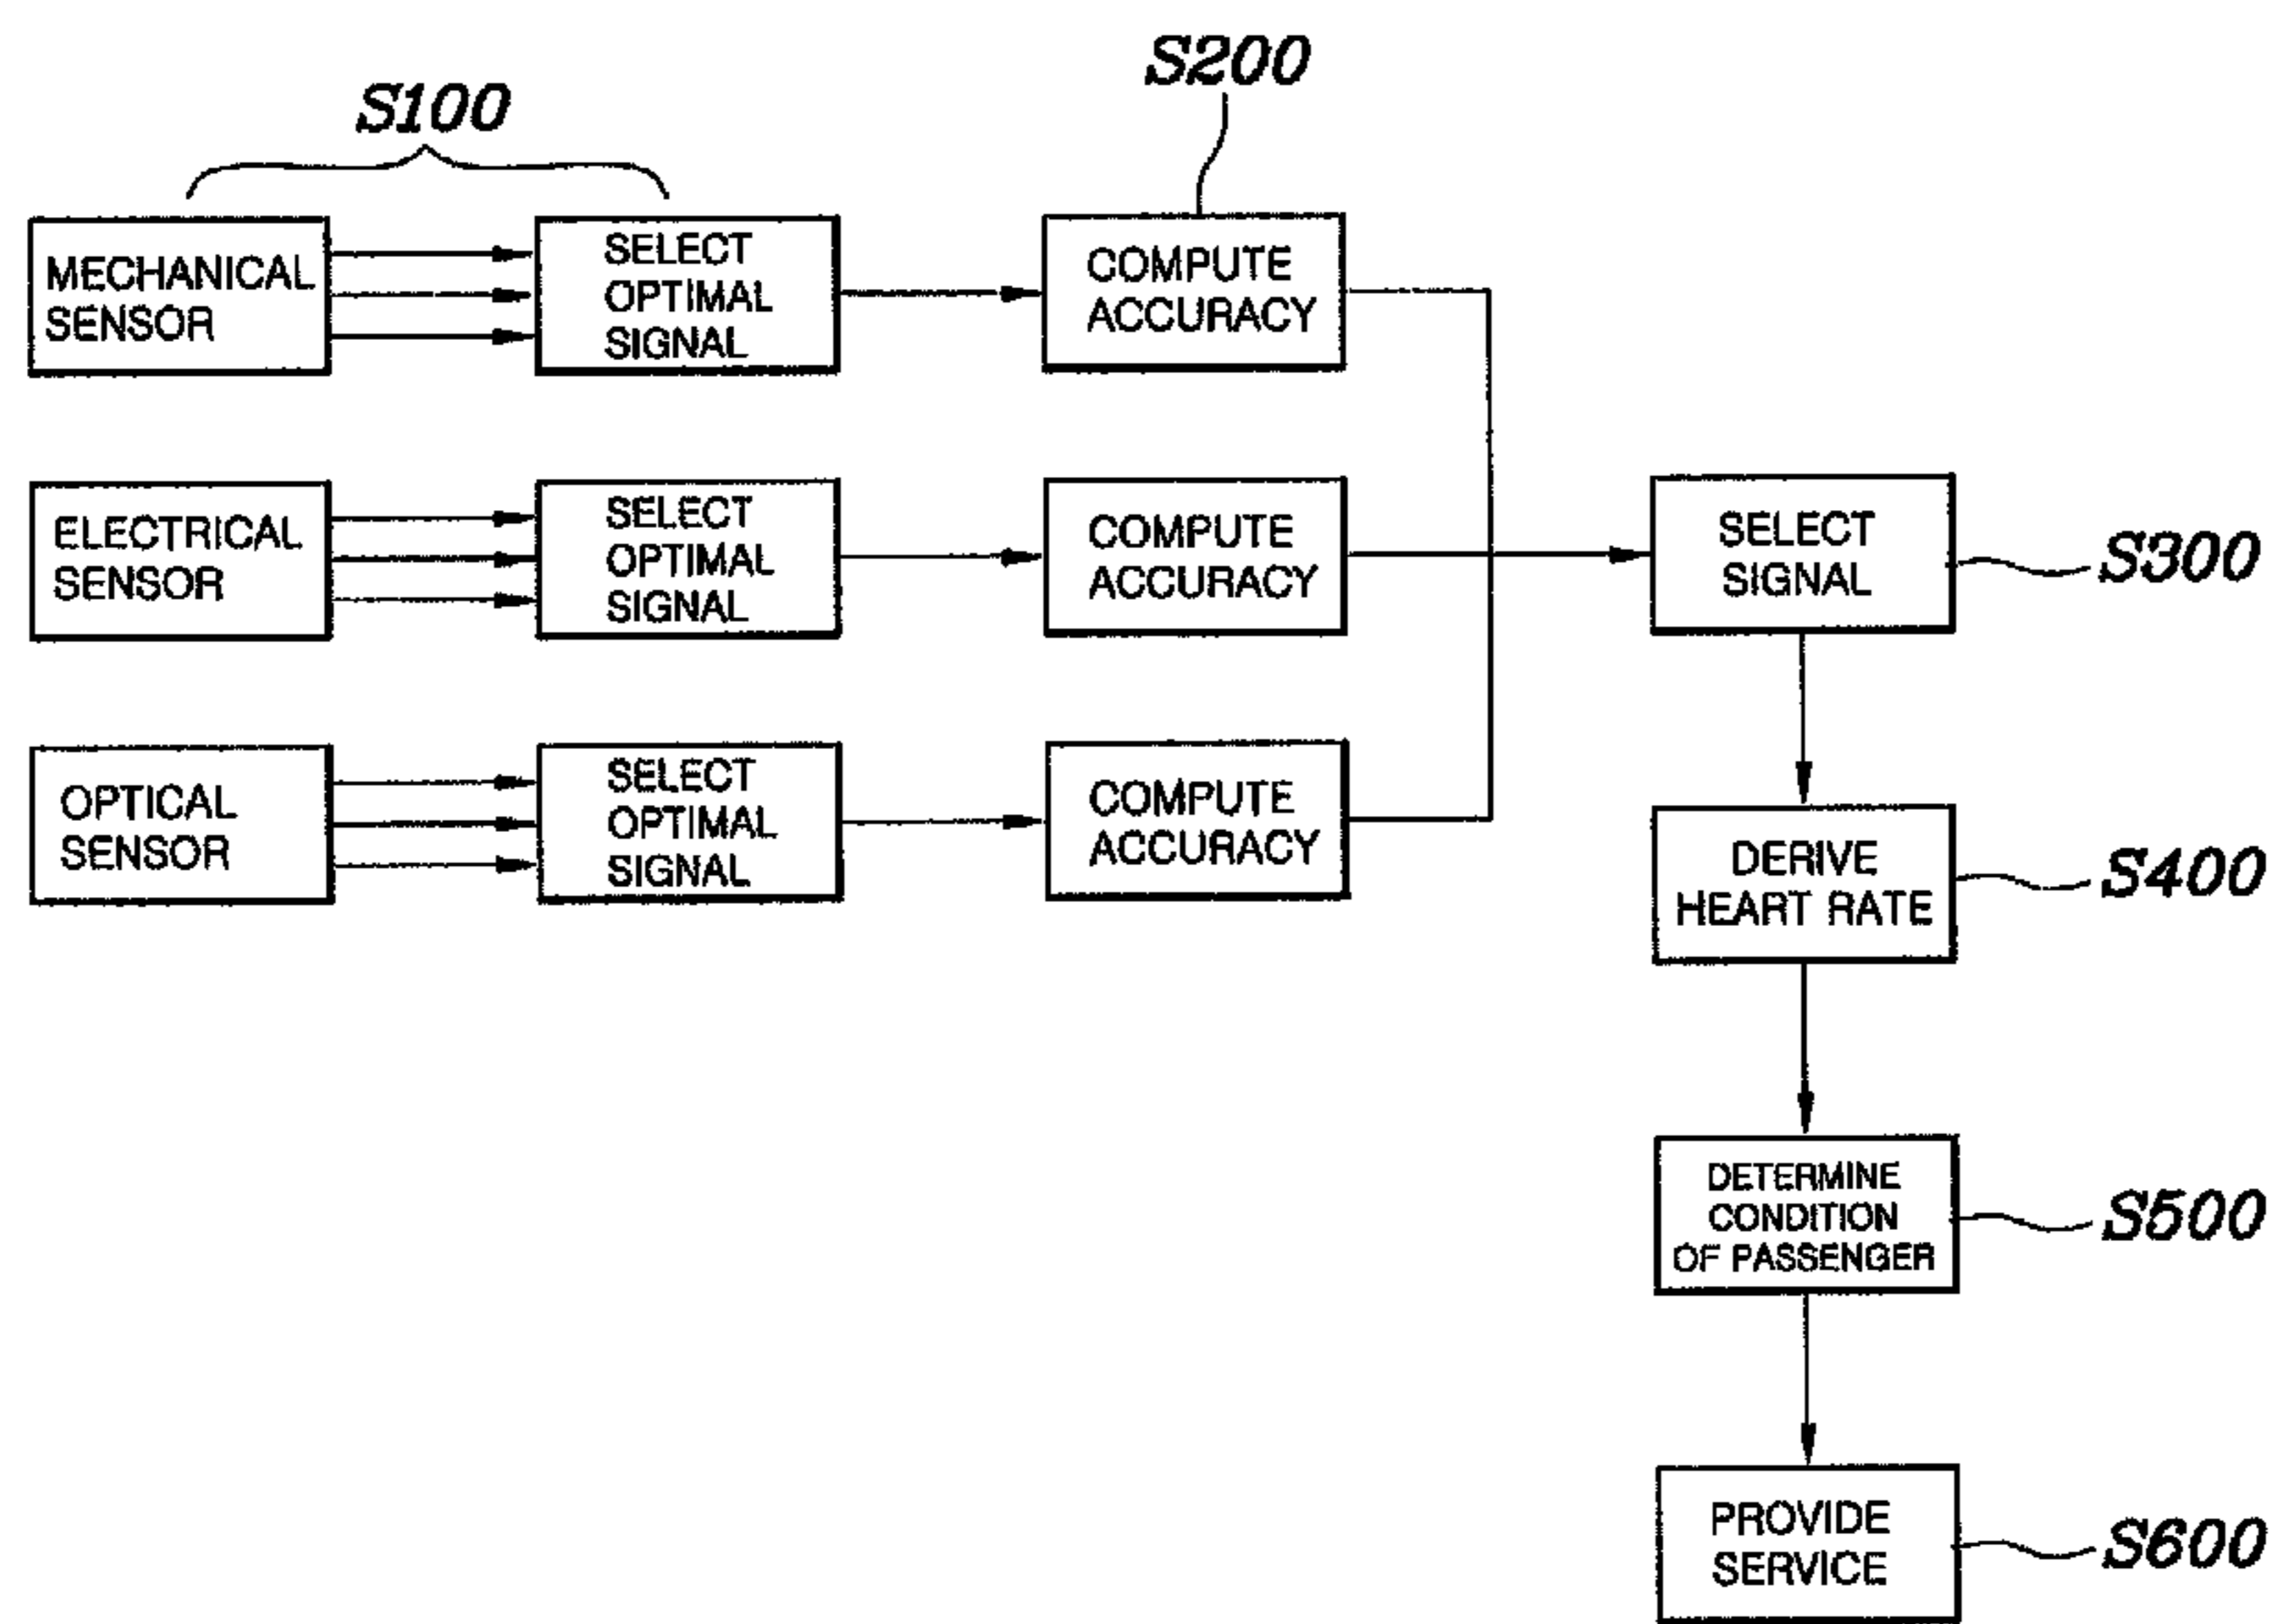 S200
S100
MECHANICAL
SENSOR
SELECT
OPTIMAL
SIGNAL
COMPUTE
ACCURACY
ELECTRICAL
SENSOR
SELECT
OPTIMAL
SIGNAL
COMPUTE
ACCURACY
SELECT
SIGNAL
S300
OPTICAL
SENSOR
SELECT
OPTIMAL
SIGNAL
COMPUTE
ACCURACY
DERIVE
HEART RATE
S400
DETERMINE
CONDITION
OF PASSENGER
S500
PROVIDE
SERVICE
S600